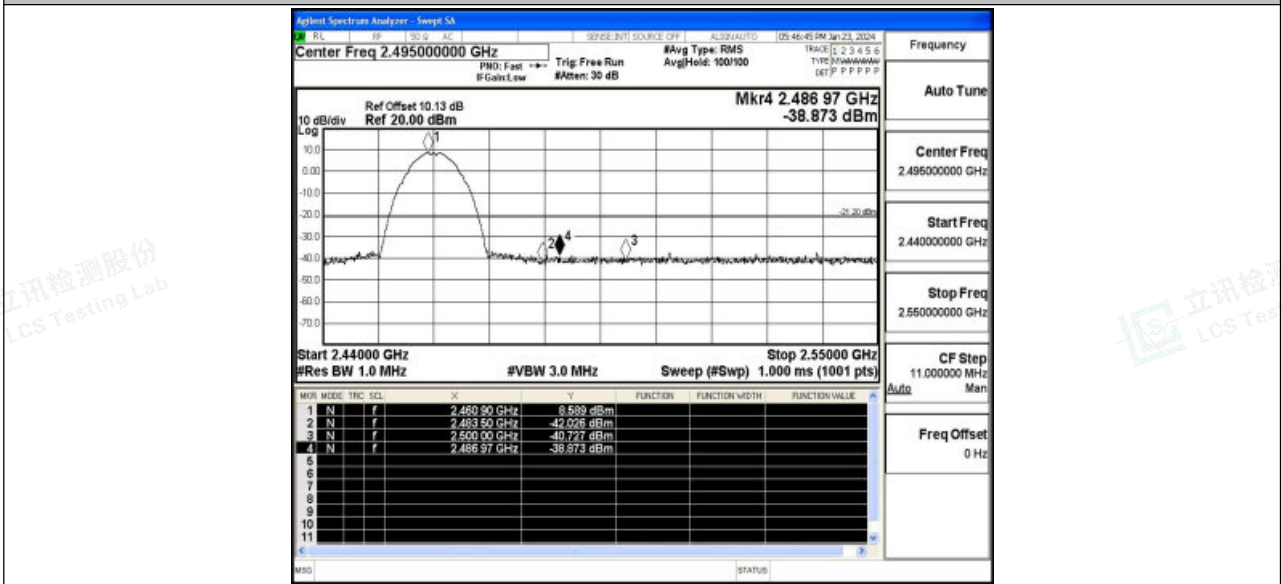 Agilent Spectrum Analyzer - Swept SA
RL RF 50 Ω AC SENSE:INT SOURCE OFF ALIGNAUTO 05:46:45 PM Jan 23, 2024
Center Freq 2.495000000 GHz
PNO: Fast
IFGain:Low
Trig: Free Run
#Atten: 30 dB
#Avg Type: RMS
Avg|Hold: 100/100
TRACE 1 2 3 4 5 6
TYPE MWWWWW
DET P P P P P P
Ref Offset 10.13 dB
10 dB/div Ref 20.00 dBm
Log
Mkr4 2.486 97 GHz
-38.873 dBm
1
10.0
0.00
-10.0
-20.0
-21.20 dBm
-30.0
2 4 3
-40.0
-50.0
-60.0
-70.0
Start 2.44000 GHz Stop 2.55000 GHz
#Res BW 1.0 MHz #VBW 3.0 MHz Sweep (#Swp) 1.000 ms (1001 pts)
MKR MODE TRC SCL X Y FUNCTION FUNCTION WIDTH FUNCTION VALUE
1 N f 2.460 90 GHz 8.589 dBm
2 N f 2.483 50 GHz -42.026 dBm
3 N f 2.500 00 GHz -40.727 dBm
4 N f 2.486 97 GHz -38.873 dBm
5
6
7
8
9
10
11
MSG STATUS
Frequency
Auto Tune
Center Freq
2.495000000 GHz
Start Freq
2.440000000 GHz
Stop Freq
2.550000000 GHz
CF Step
11.000000 MHz
Auto Man
Freq Offset
0 Hz
立讯检测股份
LCS Testing Lab
LCS
立讯检测
LCS Tes